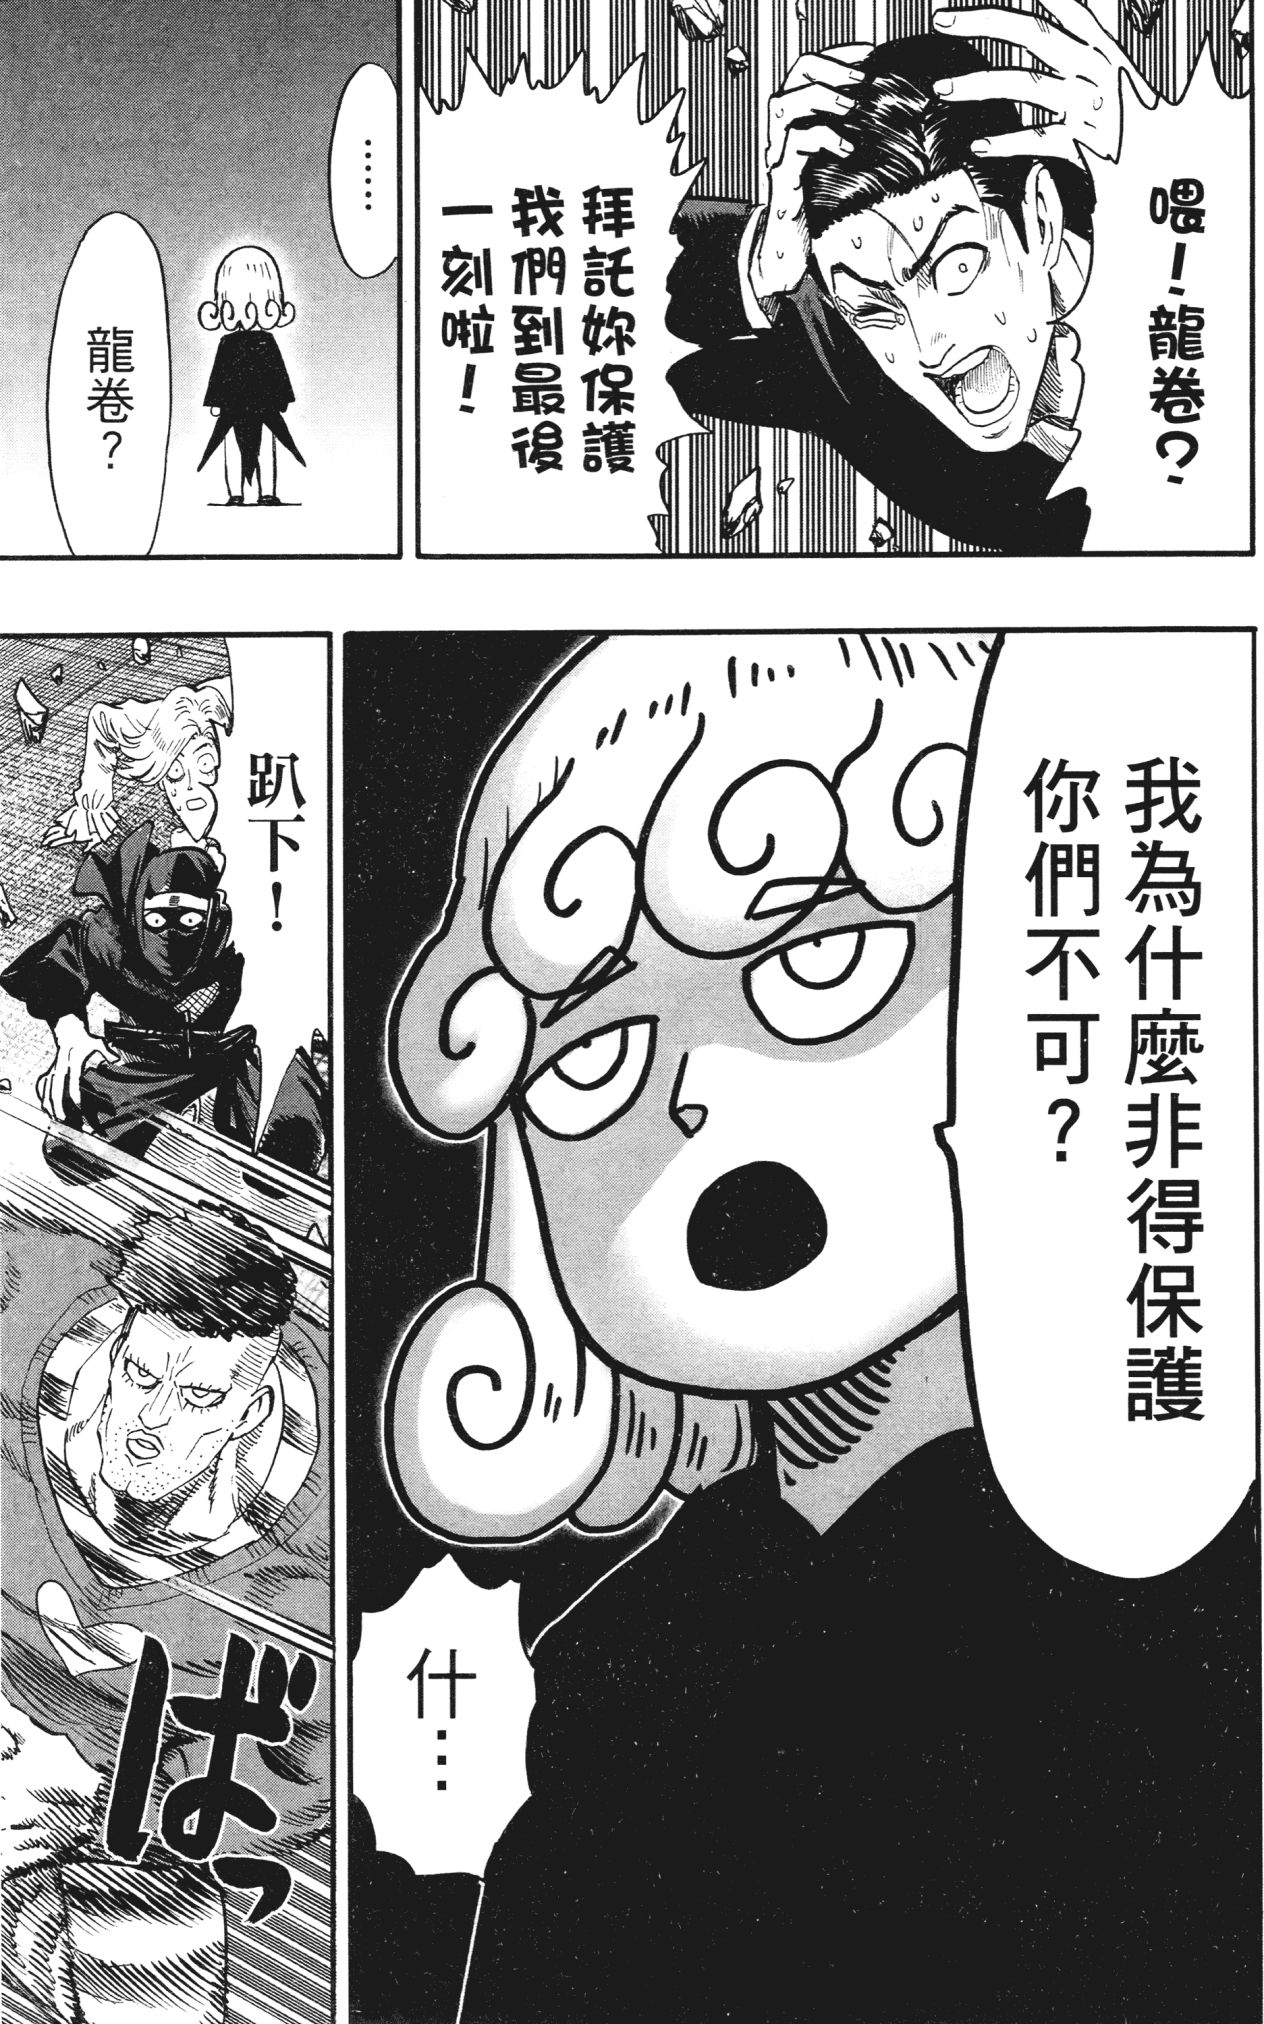 喂！龍卷？
拜託妳保護
我們到最後
一刻啦！
……
龍卷？
我為什麼非得保護
你們不可？
什…
趴下！
ばっ